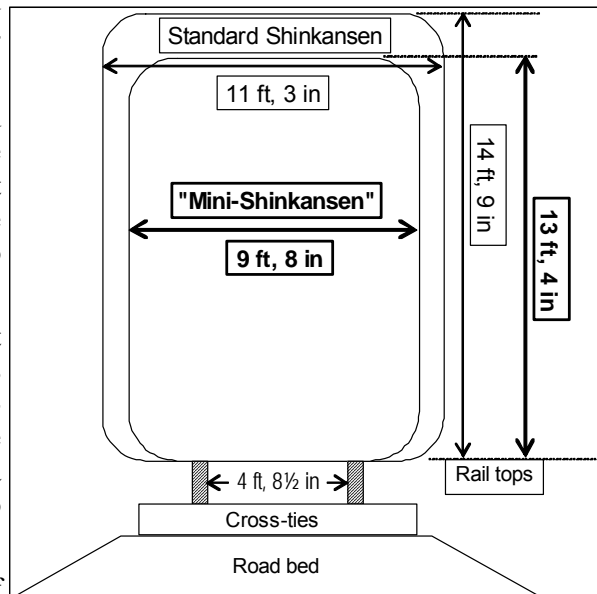 Standard Shinkansen
11 ft, 3 in
"Mini-Shinkansen"
9 ft, 8 in
14 ft, 9 in
13 ft, 4 in
4 ft, 8½ in
Rail tops
Cross-ties
Road bed